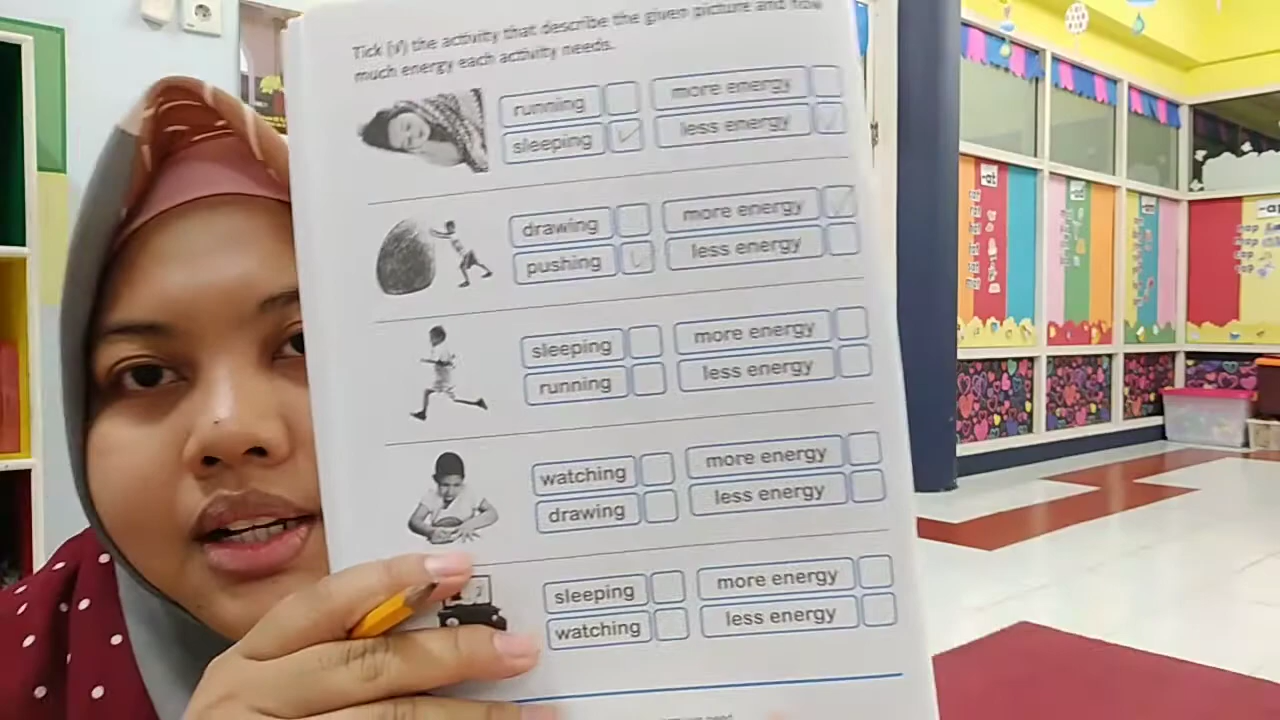 Tick (√) the activity that describe the given picture and how
much energy each activity needs.
running more energy
sleeping ✓ less energy ✓
drawing more energy ✓
pushing ✓ less energy
sleeping more energy
running less energy
watching more energy
drawing less energy
sleeping more energy
watching less energy
-at